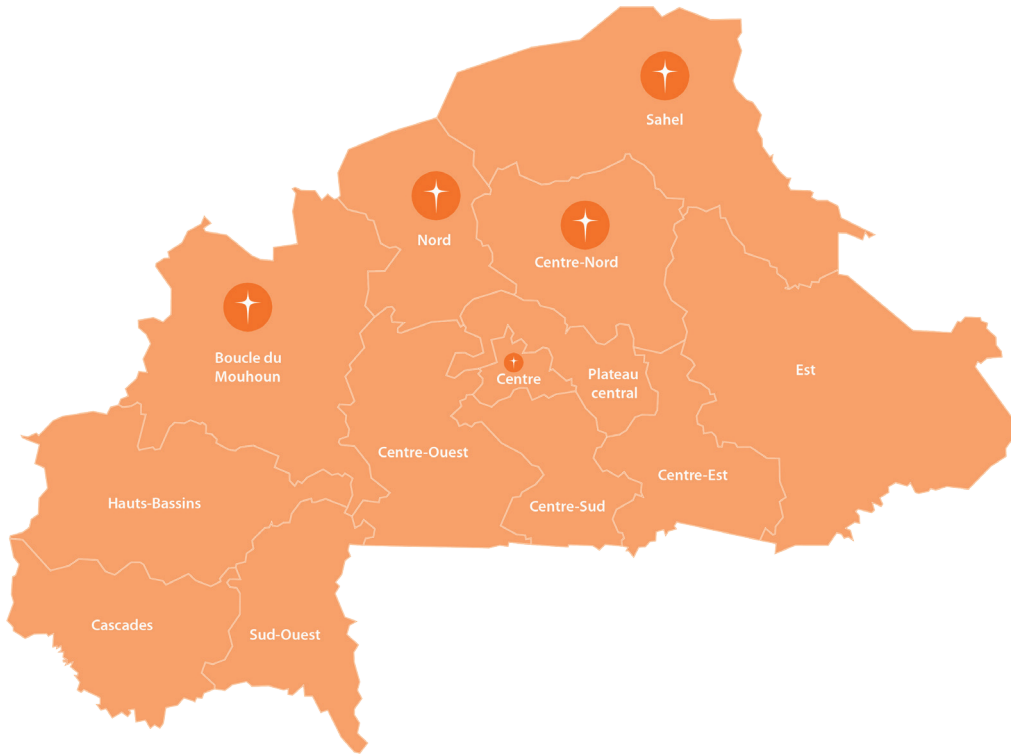 Sahel
Nord
Centre-Nord
Boucle du
Mouhoun
Centre
Plateau
central
Est
Centre-Ouest
Centre-Est
Hauts-Bassins
Centre-Sud
Cascades
Sud-Ouest